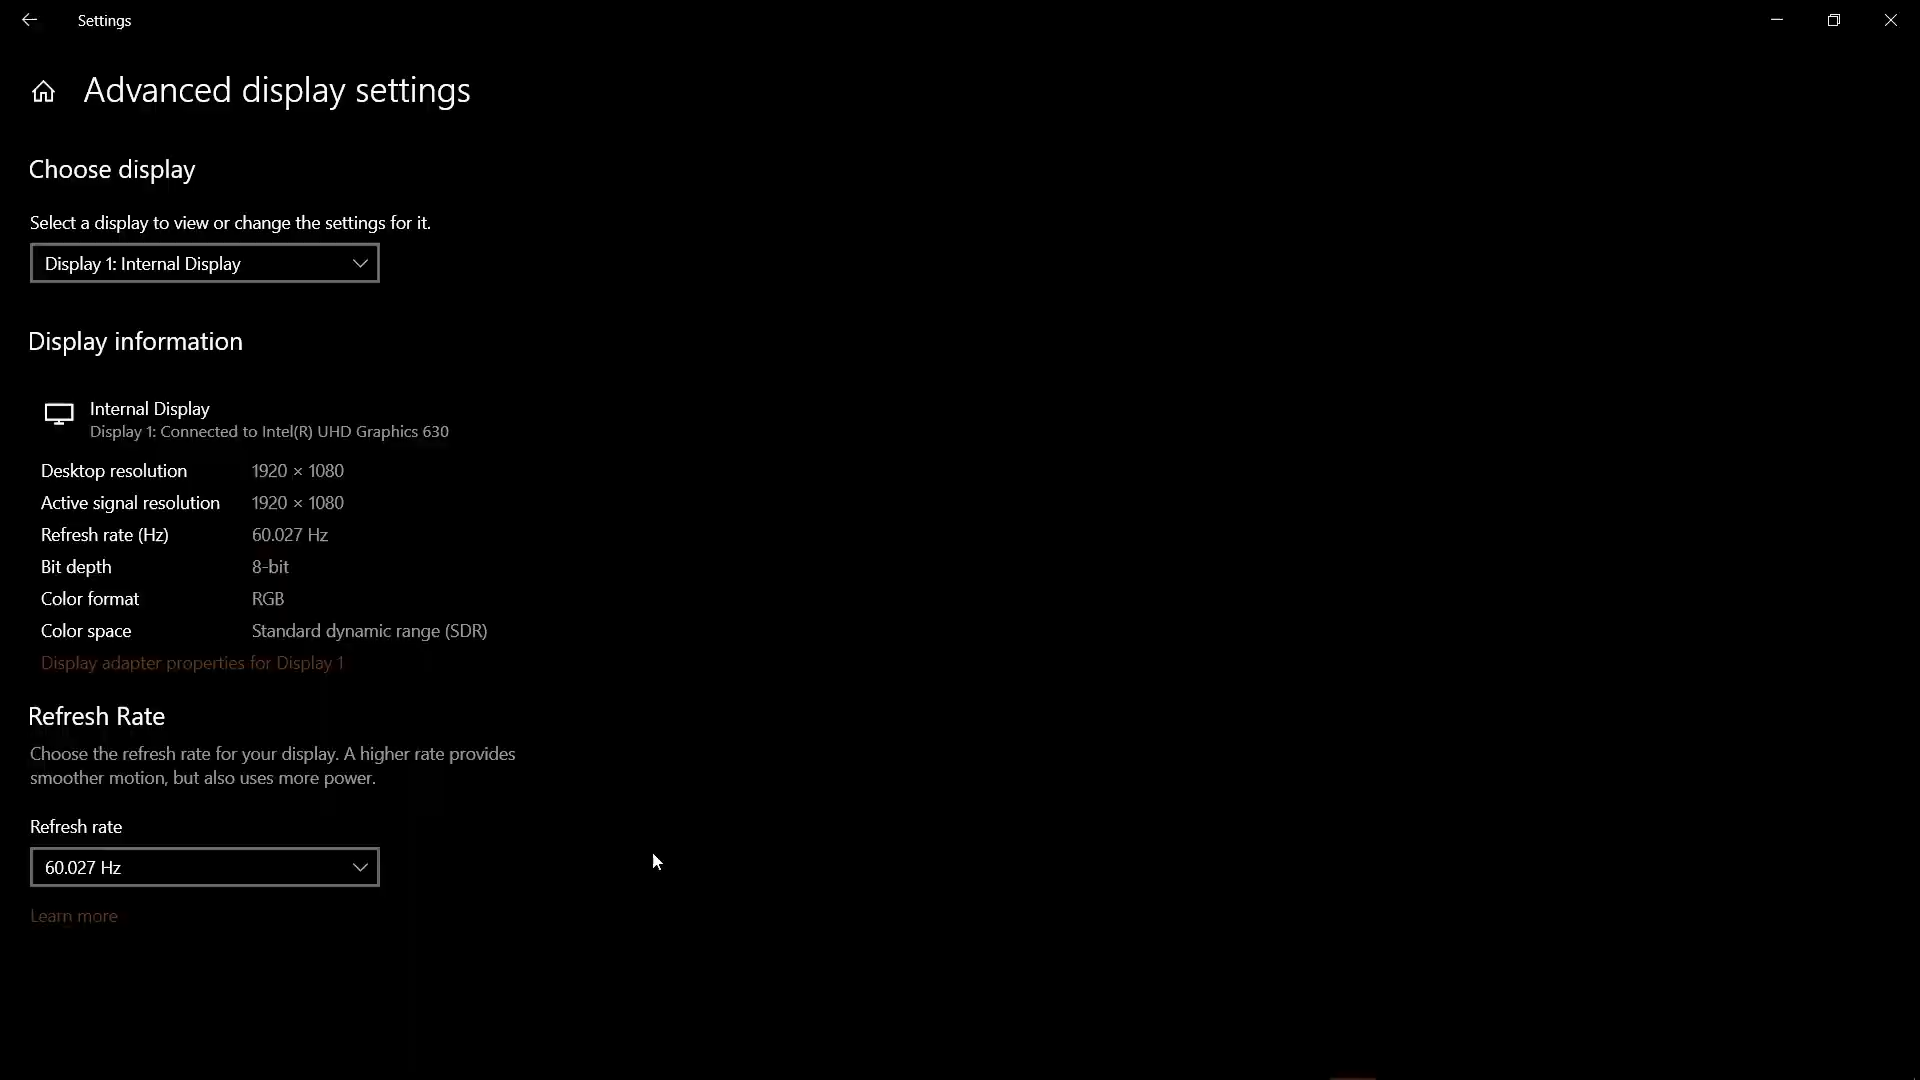 Settings
Advanced display settings
Choose display
Select a display to view or change the settings for it.
Display 1: Internal Display
Display information
Internal Display
Display 1: Connected to Intel(R) UHD Graphics 630
Desktop resolution 1920 × 1080
Active signal resolution 1920 × 1080
Refresh rate (Hz) 60.027 Hz
Bit depth 8-bit
Color format RGB
Color space Standard dynamic range (SDR)
Display adapter properties for Display 1
Refresh Rate
Choose the refresh rate for your display. A higher rate provides
smoother motion, but also uses more power.
Refresh rate
60.027 Hz
Learn more